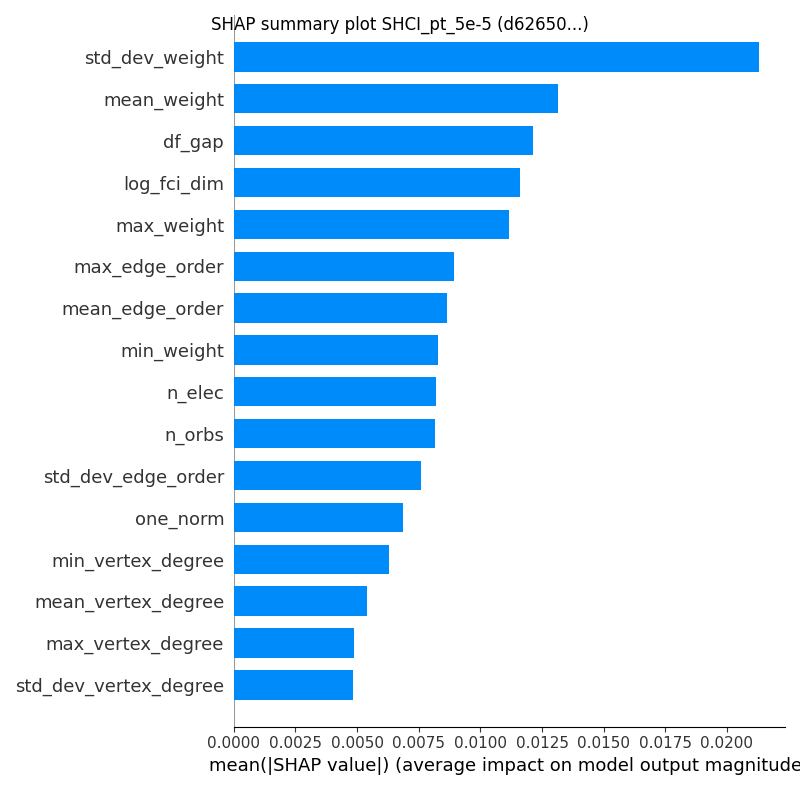 SHAP summary plot SHCI_pt_5e-5 (d62650...)
std_dev_weight
mean_weight
df_gap
log_fci_dim
max_weight
max_edge_order
mean_edge_order
min_weight
n_elec
n_orbs
std_dev_edge_order
one_norm
min_vertex_degree
mean_vertex_degree
max_vertex_degree
std_dev_vertex_degree
0.0000 0.0025 0.0050 0.0075 0.0100 0.0125 0.0150 0.0175 0.0200
mean(|SHAP value|) (average impact on model output magnitude